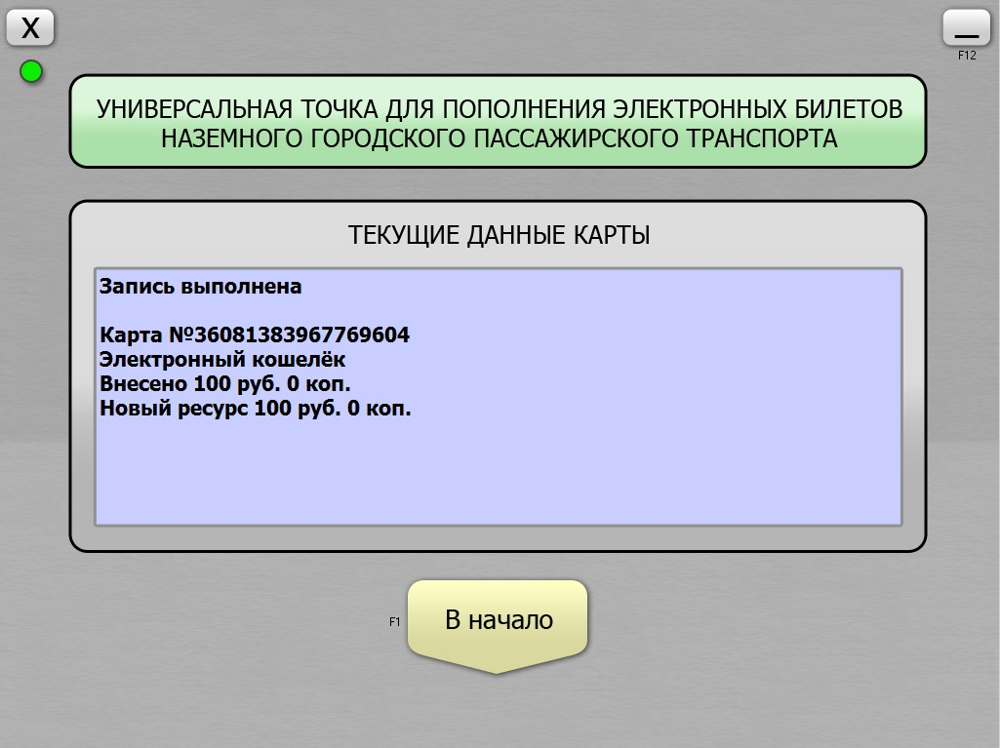 X
F12
УНИВЕРСАЛЬНАЯ ТОЧКА ДЛЯ ПОПОЛНЕНИЯ ЭЛЕКТРОННЫХ БИЛЕТОВ
НАЗЕМНОГО ГОРОДСКОГО ПАССАЖИРСКОГО ТРАНСПОРТА
ТЕКУЩИЕ ДАННЫЕ КАРТЫ
Запись выполнена
Карта №36081383967769604
Электронный кошелёк
Внесено 100 руб. 0 коп.
Новый ресурс 100 руб. 0 коп.
F1
В начало